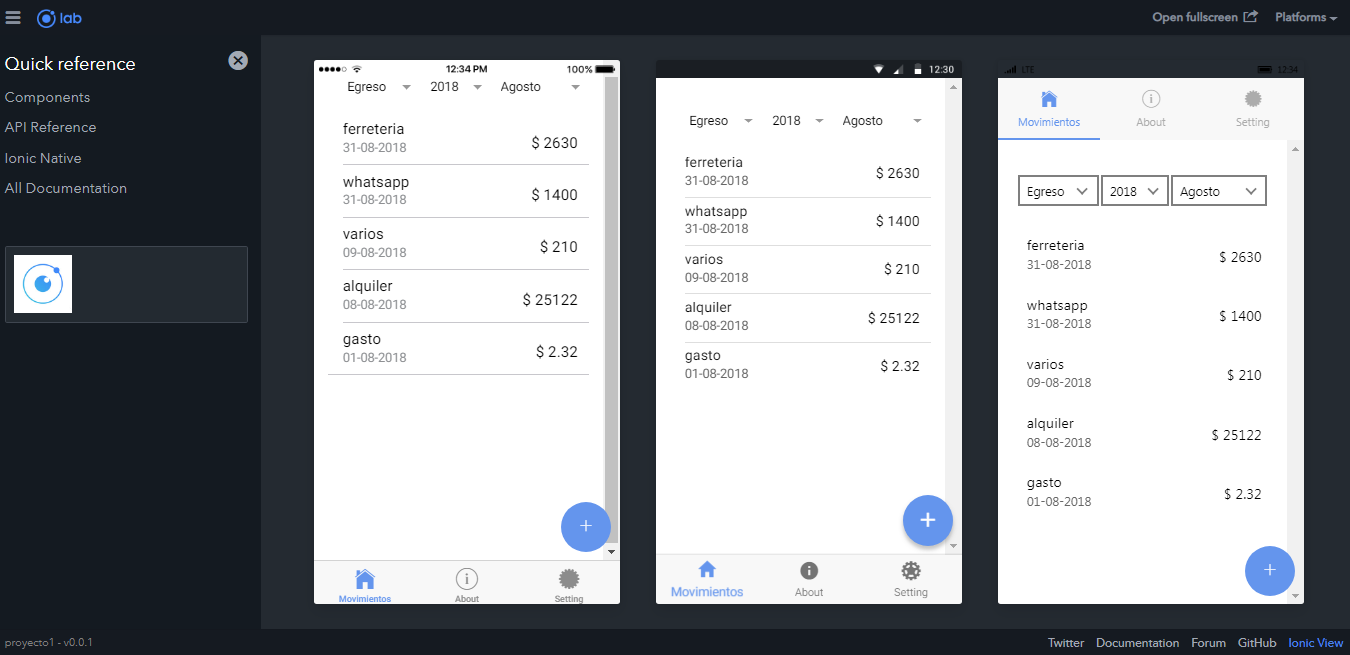 lab
Open fullscreen Platforms
Quick reference
Components
API Reference
Ionic Native
All Documentation
12:34 PM 100%
Egreso 2018 Agosto
ferreteria
31-08-2018 $ 2630
whatsapp
31-08-2018 $ 1400
varios
09-08-2018 $ 210
alquiler
08-08-2018 $ 25122
gasto
01-08-2018 $ 2.32
+
Movimientos About Setting
12:30
Egreso 2018 Agosto
ferreteria
31-08-2018 $ 2630
whatsapp
31-08-2018 $ 1400
varios
09-08-2018 $ 210
alquiler
08-08-2018 $ 25122
gasto
01-08-2018 $ 2.32
+
Movimientos About Setting
LTE 12:34
Movimientos About Setting
Egreso 2018 Agosto
ferreteria
31-08-2018 $ 2630
whatsapp
31-08-2018 $ 1400
varios
09-08-2018 $ 210
alquiler
08-08-2018 $ 25122
gasto
01-08-2018 $ 2.32
+
proyecto1 - v0.0.1
Twitter Documentation Forum GitHub Ionic View